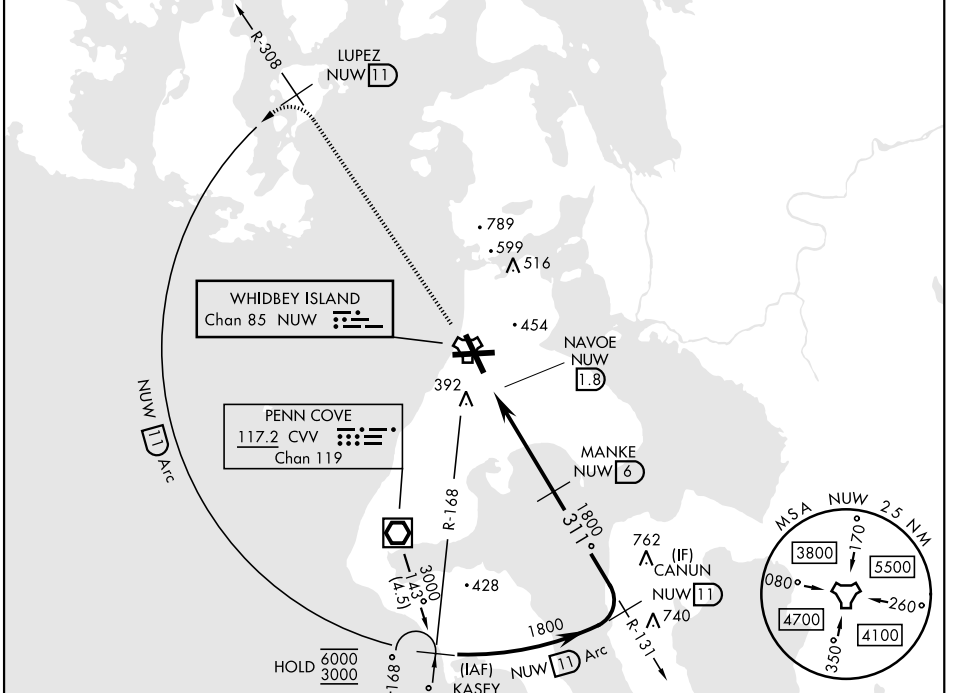 R-308
LUPEZ
NUW 11
789
599
516
WHIDBEY ISLAND
Chan 85 NUW
454
NAVOE
NUW
1.8
392
NUW 11 Arc
PENN COVE
117.2 CVV
Chan 119
MANKE
NUW 6
R-168
1800
311°
MSA NUW 25 NM
170°
3800
5500
080°
260°
4700
4100
350°
762
(IF)
CANUN
NUW 11
740
3000
143°
(4.5)
428
1800
R-131
HOLD 6000
3000
168°
(IAF)
KASEY
NUW 11 Arc